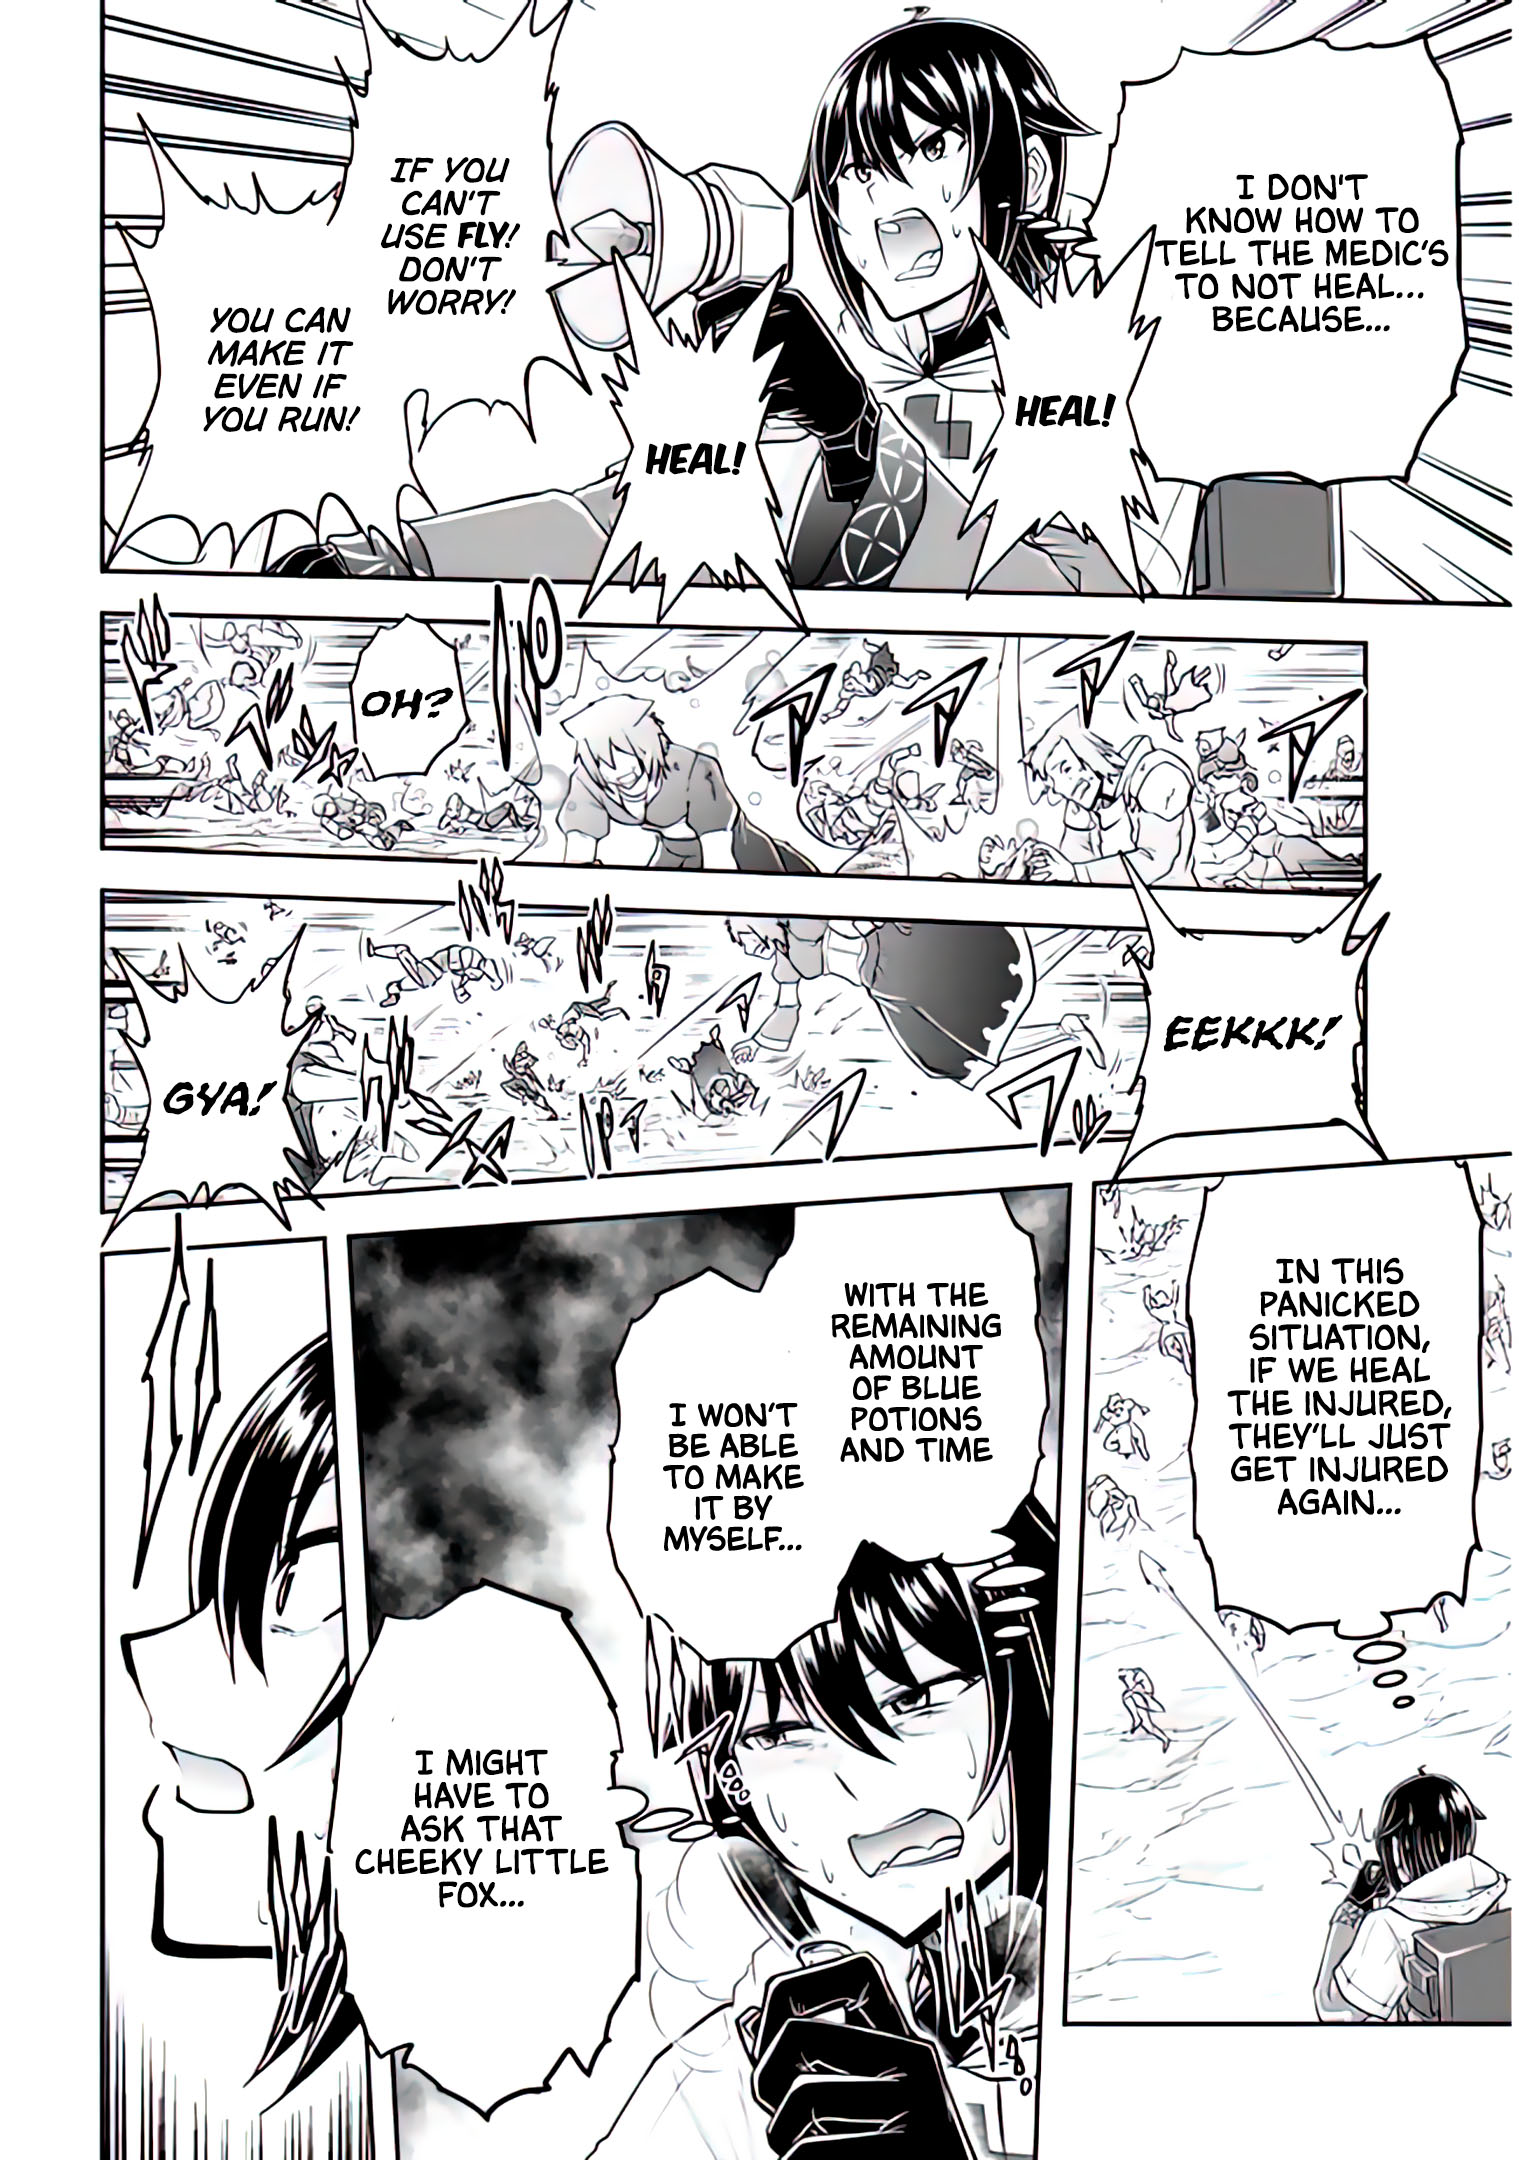 I DON'T
KNOW HOW TO
TELL THE MEDIC'S
TO NOT HEAL...
BECAUSE...
HEAL!
HEAL!
IF YOU
CAN'T
USE FLY!
DON'T
WORRY!
YOU CAN
MAKE IT
EVEN IF
YOU RUN!
OH?
EEKKK!
GYA!
IN THIS
PANICKED
SITUATION,
IF WE HEAL
THE INJURED,
THEY'LL JUST
GET INJURED
AGAIN...
WITH THE
REMAINING
AMOUNT
OF BLUE
POTIONS
AND TIME
I WON'T
BE ABLE
TO MAKE
IT BY
MYSELF...
I MIGHT
HAVE TO
ASK THAT
CHEEKY LITTLE
FOX...